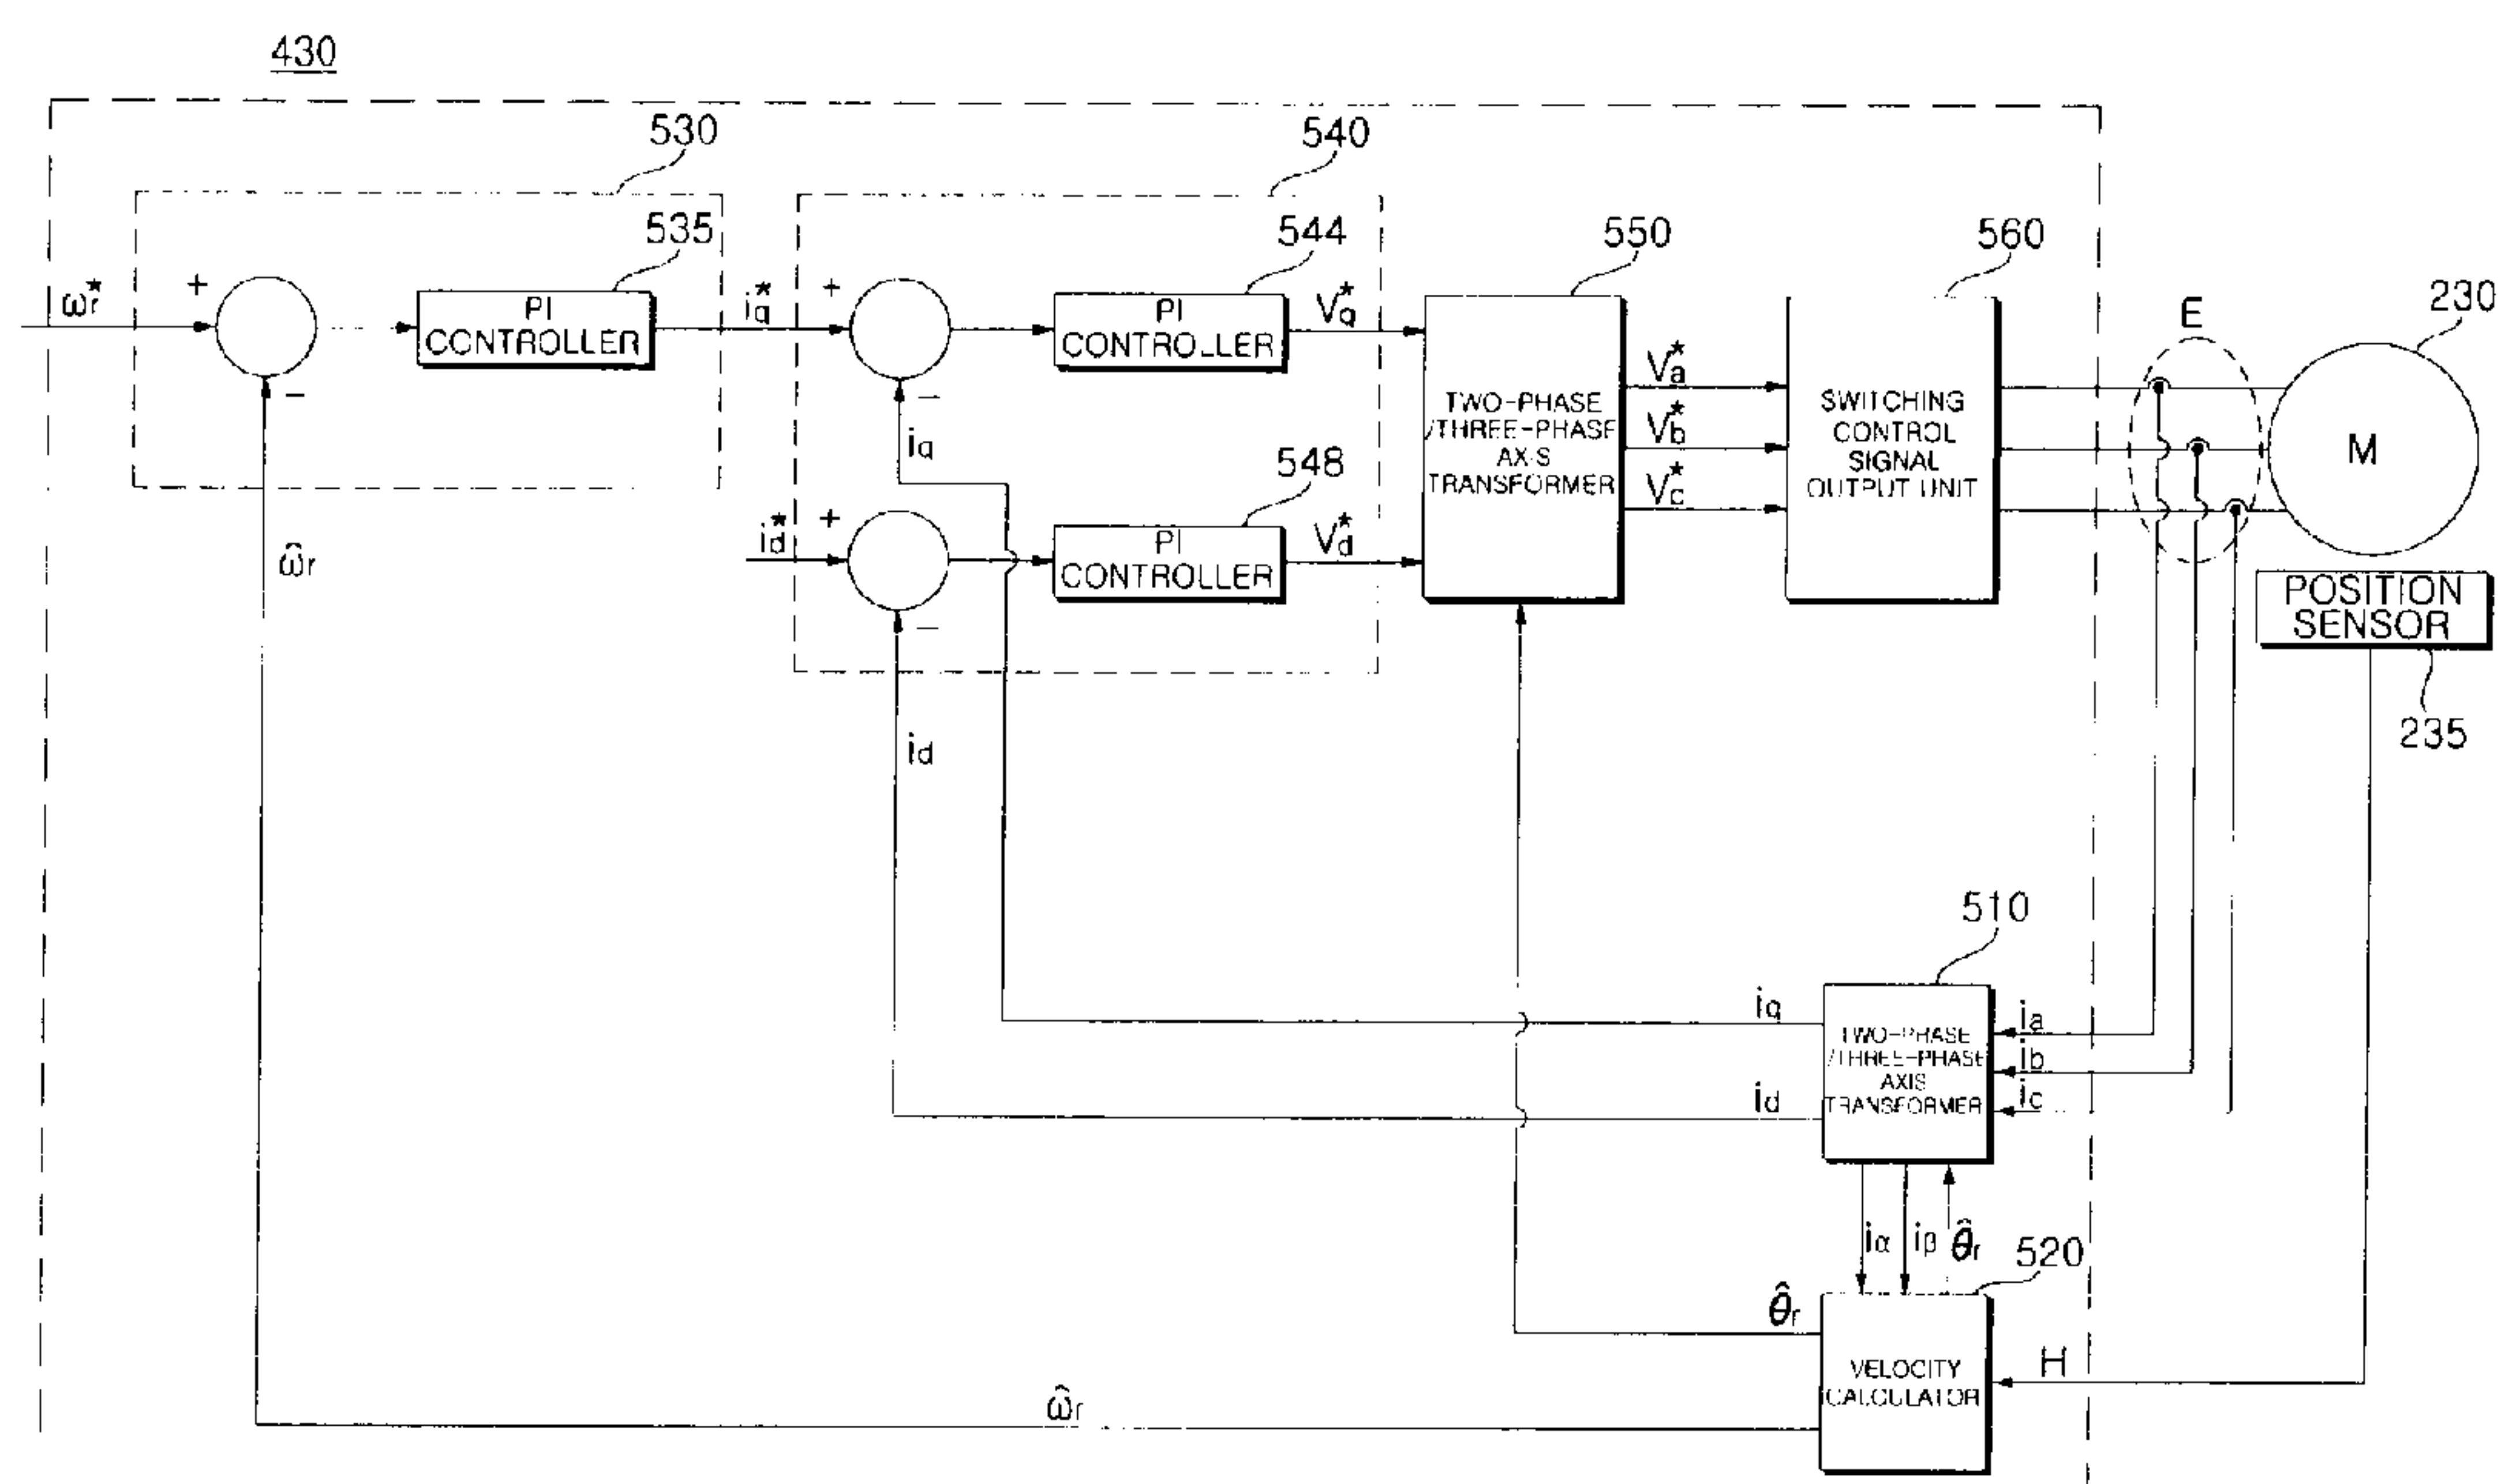 430
530
540
535
544
550
560
230
E
ω̂r
ωr*
+
−
PI
CONTROLLER
iq*
+
−
iq
PI
CONTROLLER
Vq*
548
id*
+
−
id
PI
CONTROLLER
Vd*
TWO-PHASE
/THREE-PHASE
AXIS
TRANSFORMER
Va*
Vb*
Vc*
SWITCHING
CONTROL
SIGNAL
OUTPUT UNIT
M
POSITION
SENSOR
235
510
iq
id
TWO-PHASE
/THREE-PHASE
AXIS
TRANSFORMER
ia
ib
ic
iα
iβ
θ̂r
520
θ̂r
VELOCITY
CALCULATOR
H
ω̂r